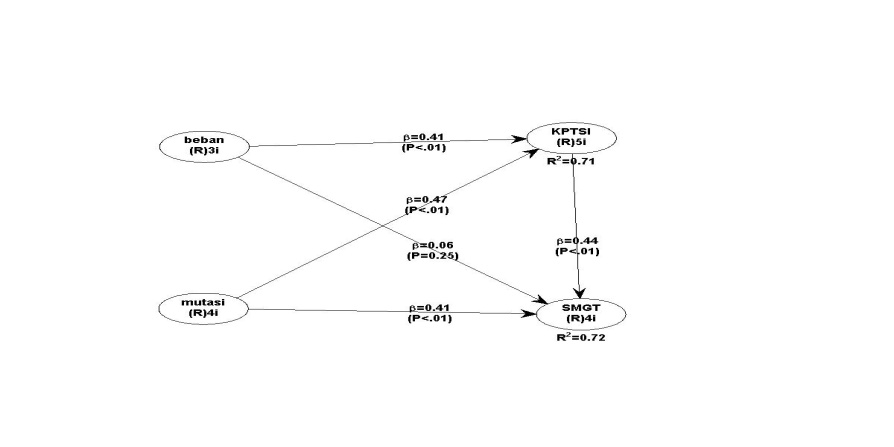 beban
(R)3i
β=0.41
(P<.01)
KPTSI
(R)5i
R²=0.71
β=0.47
(P<.01)
β=0.06
(P=0.25)
β=0.44
(P<.01)
mutasi
(R)4i
β=0.41
(P<.01)
SMGT
(R)4i
R²=0.72